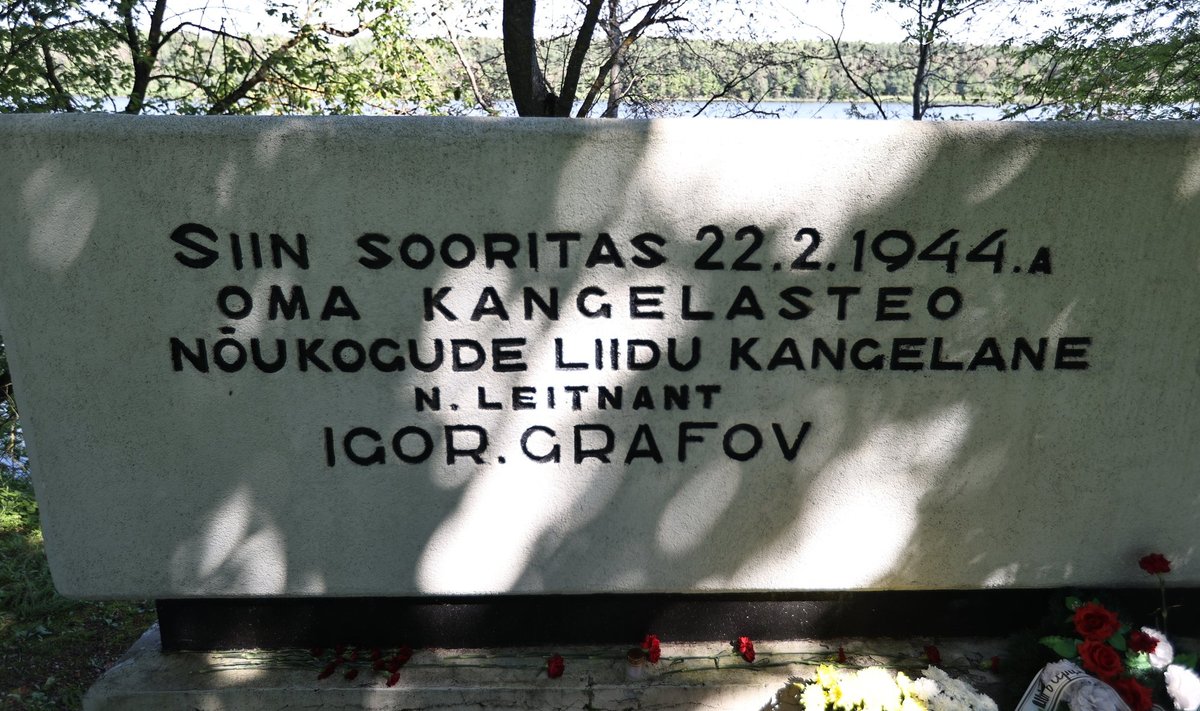 SIIN SOORITAS 22.2.1944.A
OMA KANGELASTEO
NÕUKOGUDE LIIDU KANGELANE
N. LEITNANT
IGOR. GRAFOV